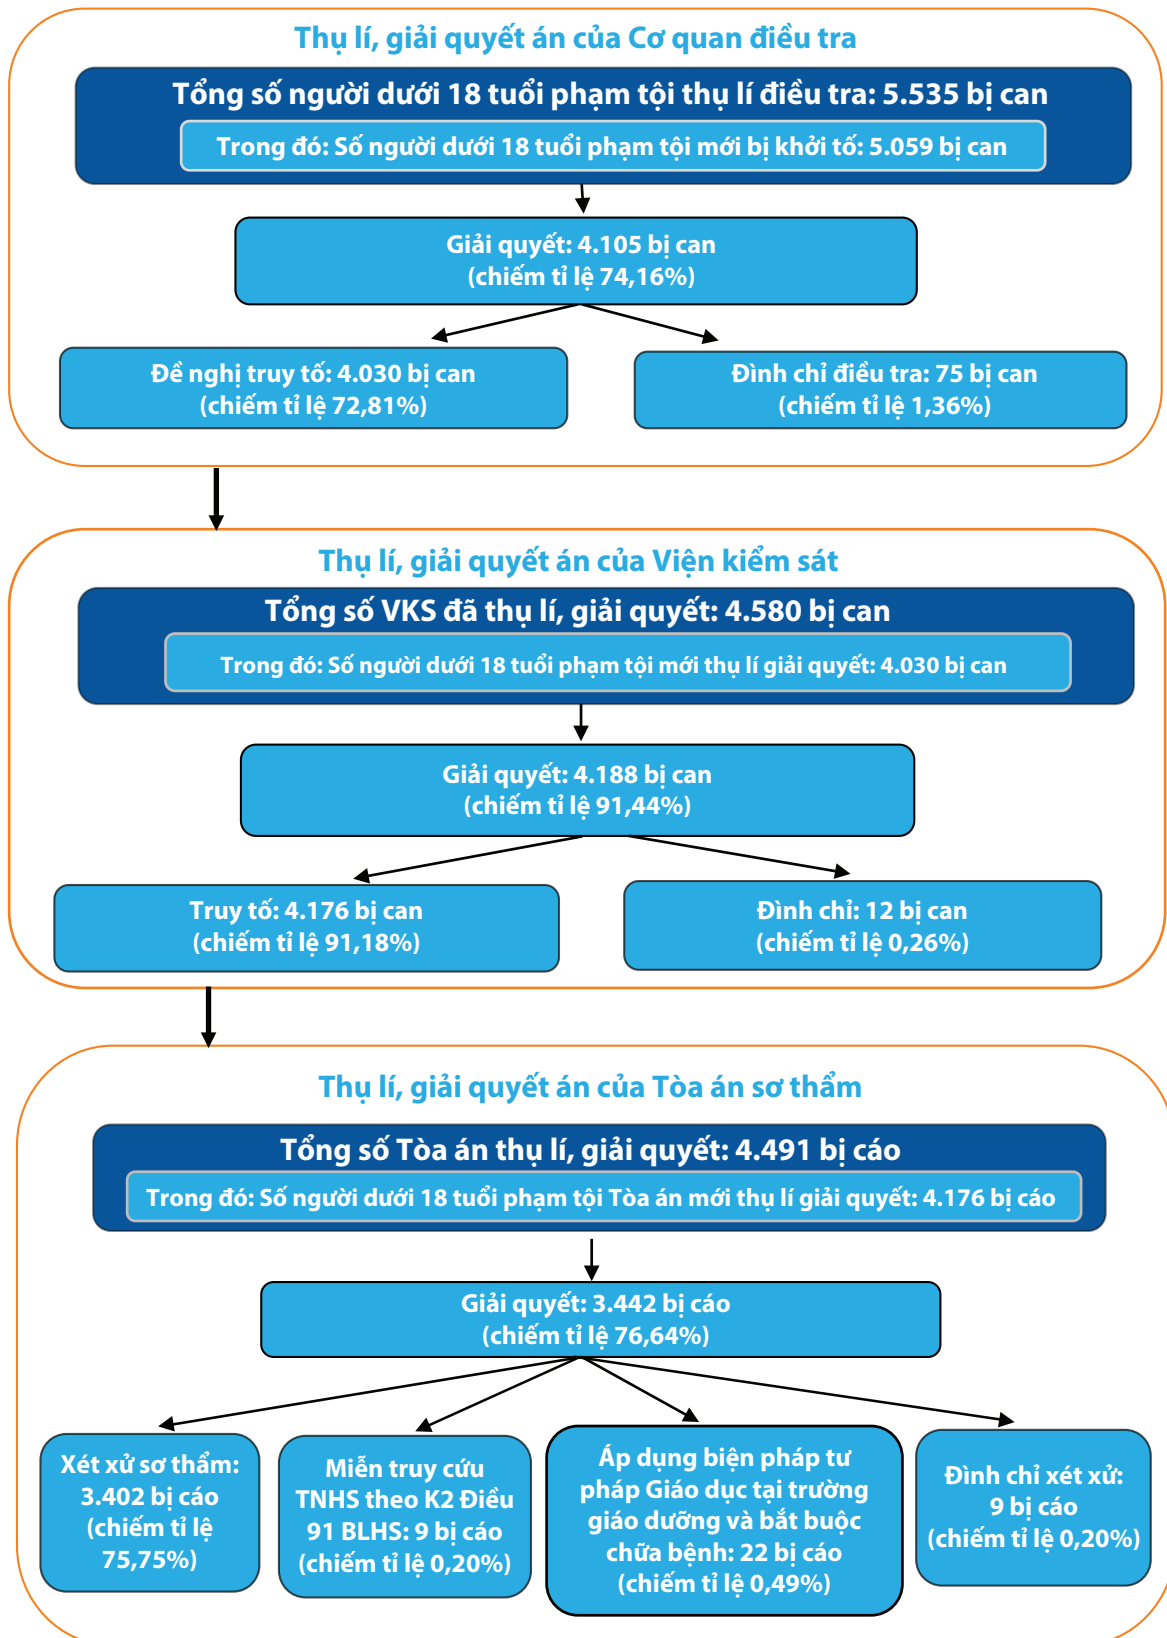 Thụ lí, giải quyết án của Cơ quan điều tra
Tổng số người dưới 18 tuổi phạm tội thụ lí điều tra: 5.535 bị can
Trong đó: Số người dưới 18 tuổi phạm tội mới bị khởi tố: 5.059 bị can
Giải quyết: 4.105 bị can
(chiếm tỉ lệ 74,16%)
Đề nghị truy tố: 4.030 bị can
(chiếm tỉ lệ 72,81%)
Đình chỉ điều tra: 75 bị can
(chiếm tỉ lệ 1,36%)
Thụ lí, giải quyết án của Viện kiểm sát
Tổng số VKS đã thụ lí, giải quyết: 4.580 bị can
Trong đó: Số người dưới 18 tuổi phạm tội mới thụ lí giải quyết: 4.030 bị can
Giải quyết: 4.188 bị can
(chiếm tỉ lệ 91,44%)
Truy tố: 4.176 bị can
(chiếm tỉ lệ 91,18%)
Đình chỉ: 12 bị can
(chiếm tỉ lệ 0,26%)
Thụ lí, giải quyết án của Tòa án sơ thẩm
Tổng số Tòa án thụ lí, giải quyết: 4.491 bị cáo
Trong đó: Số người dưới 18 tuổi phạm tội Tòa án mới thụ lí giải quyết: 4.176 bị cáo
Giải quyết: 3.442 bị cáo
(chiếm tỉ lệ 76,64%)
Xét xử sơ thẩm:
3.402 bị cáo
(chiếm tỉ lệ
75,75%)
Miễn truy cứu
TNHS theo K2 Điều
91 BLHS: 9 bị cáo
(chiếm tỉ lệ 0,20%)
Áp dụng biện pháp tư
pháp Giáo dục tại trường
giáo dưỡng và bắt buộc
chữa bệnh: 22 bị cáo
(chiếm tỉ lệ 0,49%)
Đình chỉ xét xử:
9 bị cáo
(chiếm tỉ lệ 0,20%)